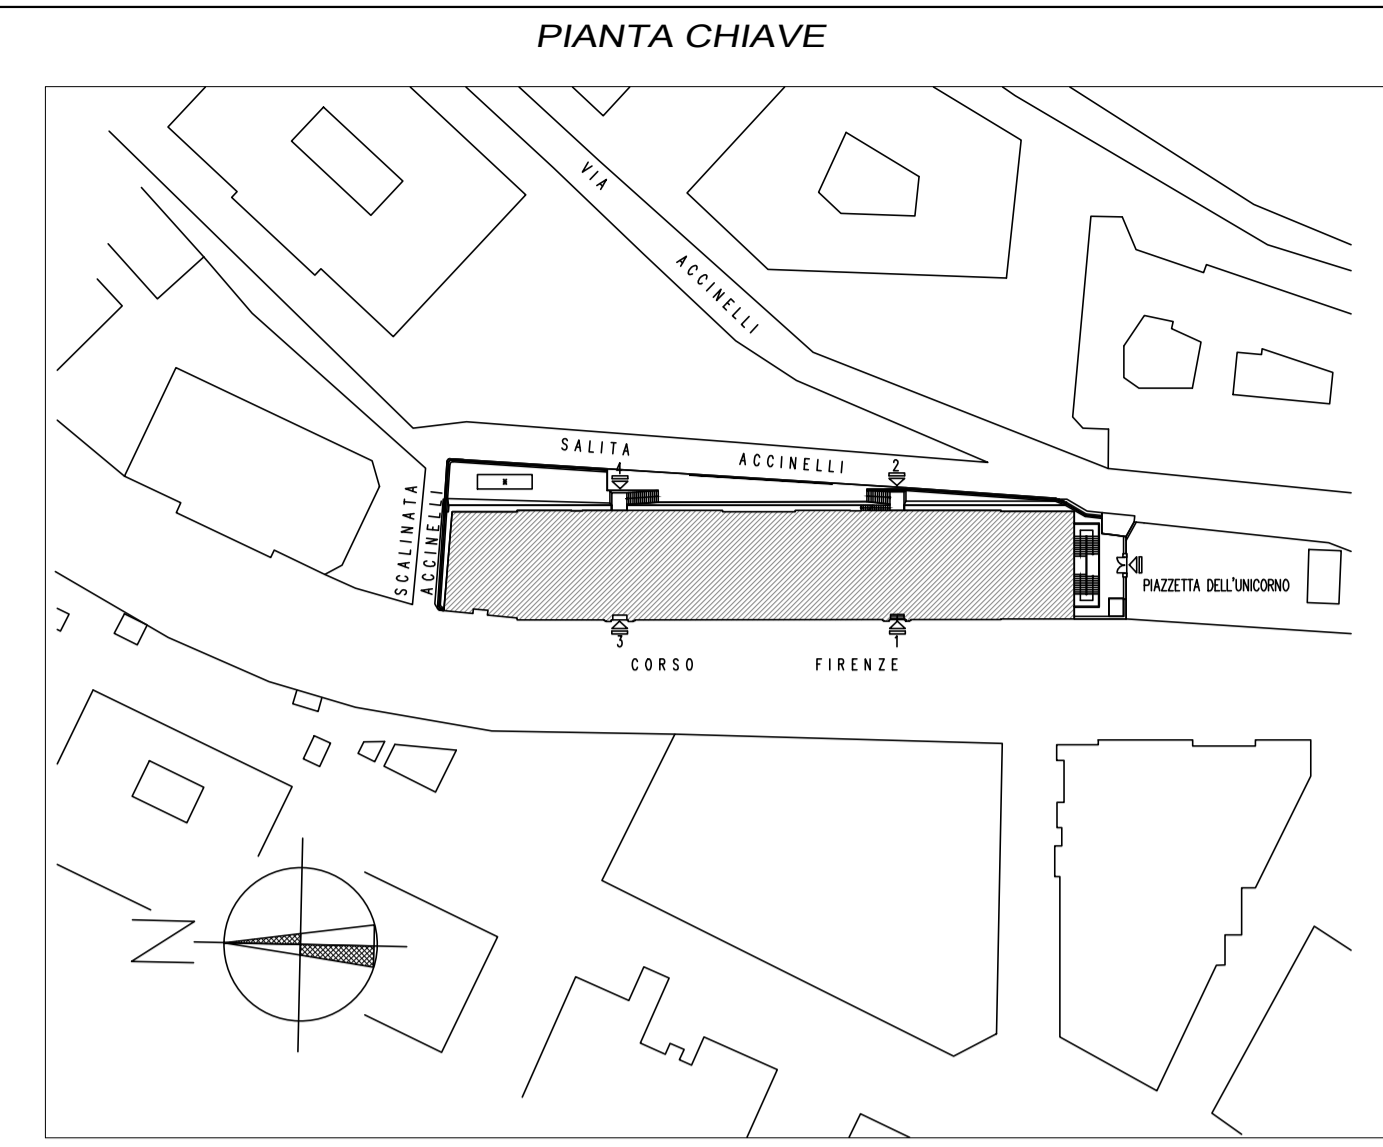 PIANTA CHIAVE
VIA
ACCINELLI
SALITA
ACCINELLI
4
2
SCALINATA
ACCINELLI
PIAZZETTA DELL'UNICORNO
3
1
CORSO FIRENZE
N